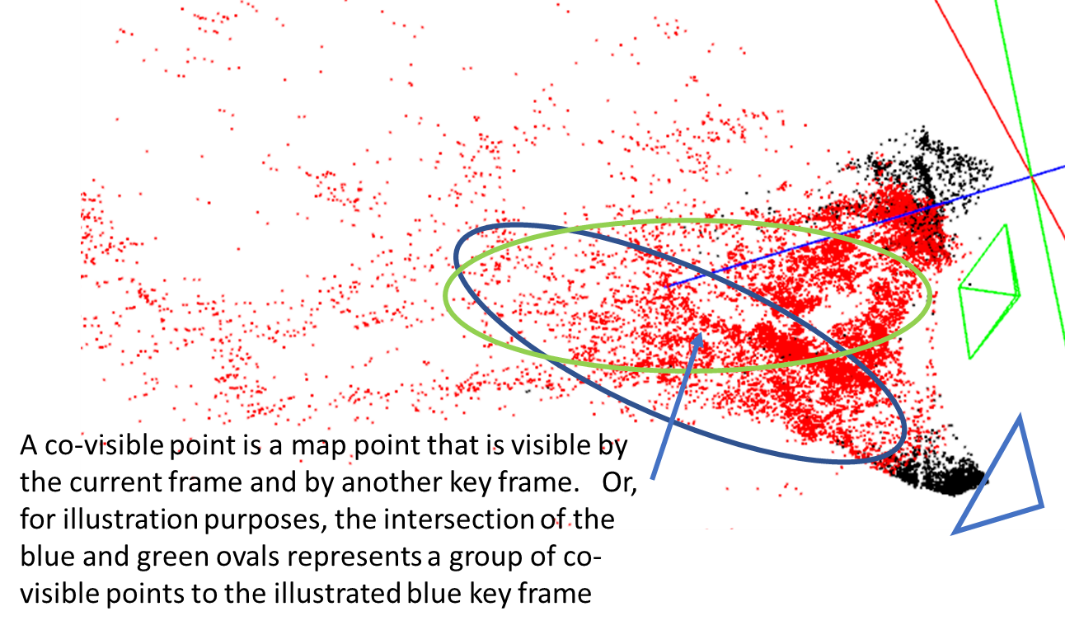 A co-visible point is a map point that is visible by
the current frame and by another key frame.   Or,
for illustration purposes, the intersection of the
blue and green ovals represents a group of co-
visible points to the illustrated blue key frame